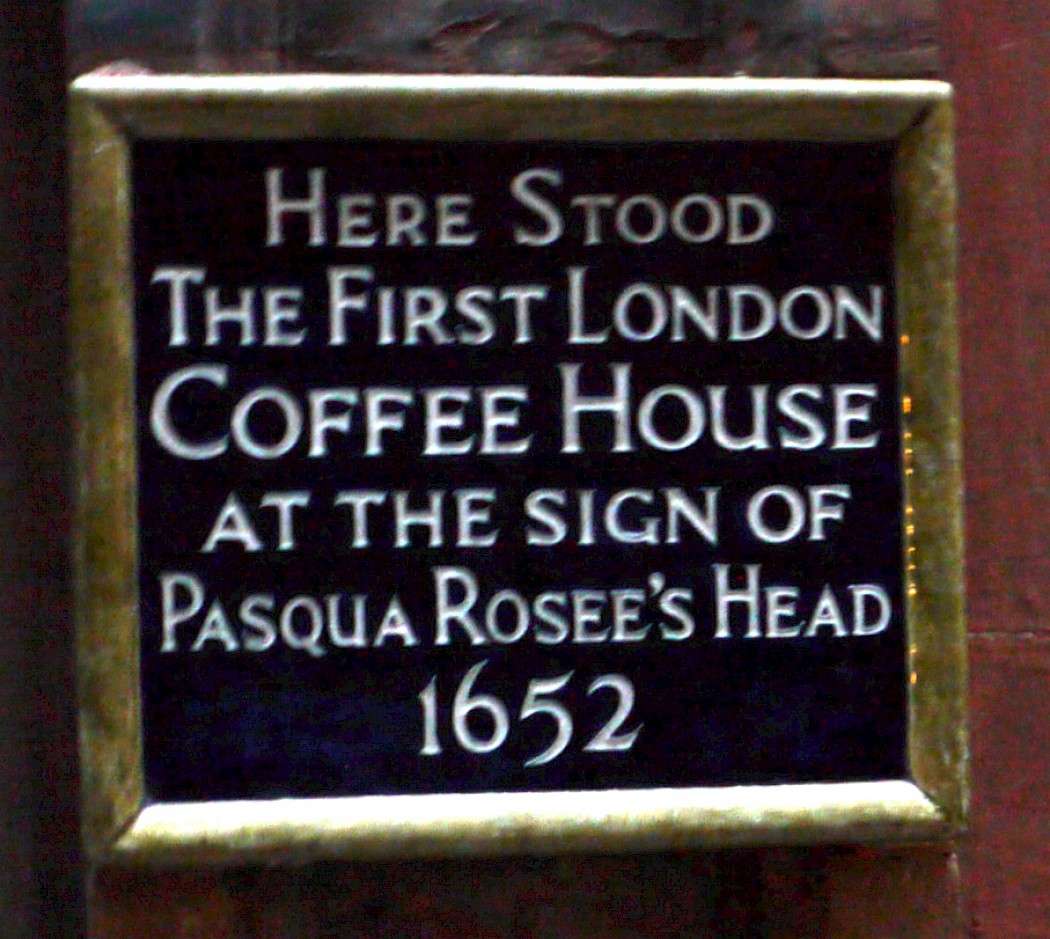 HERE STOOD
THE FIRST LONDON
COFFEE HOUSE
AT THE SIGN OF
PASQUA ROSEE'S HEAD
1652